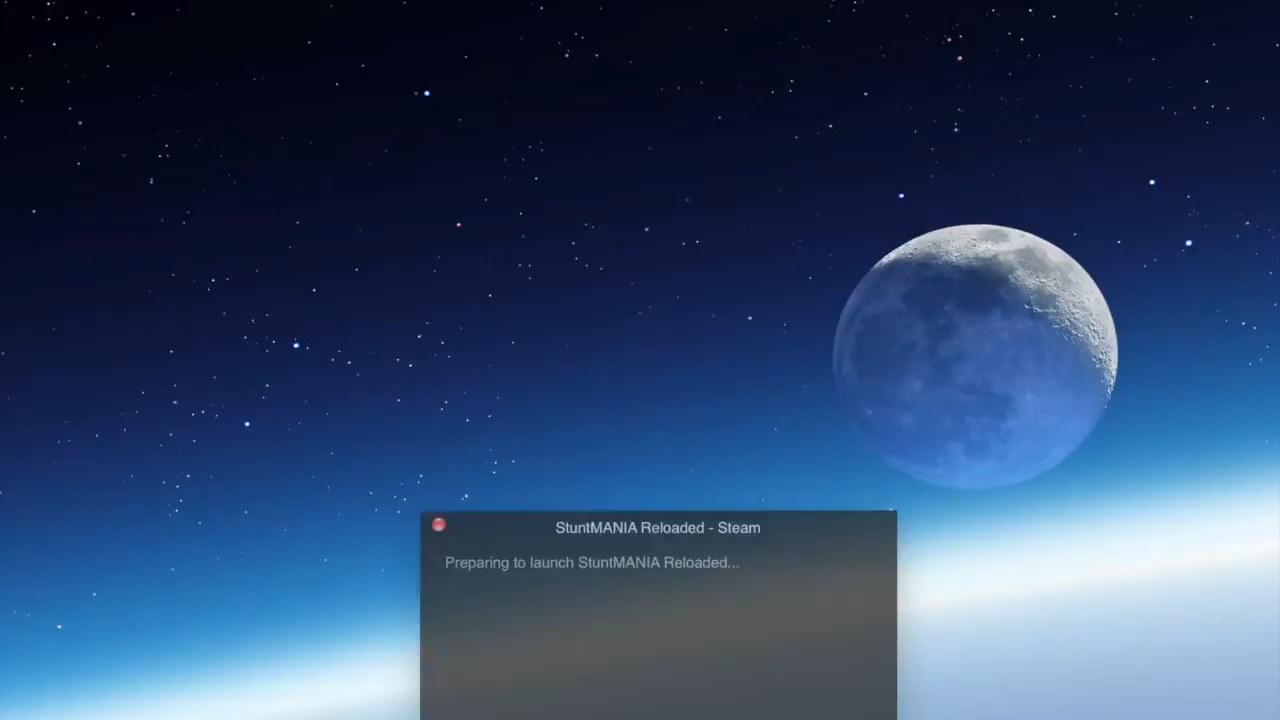 StuntMANIA Reloaded - Steam
Preparing to launch StuntMANIA Reloaded...